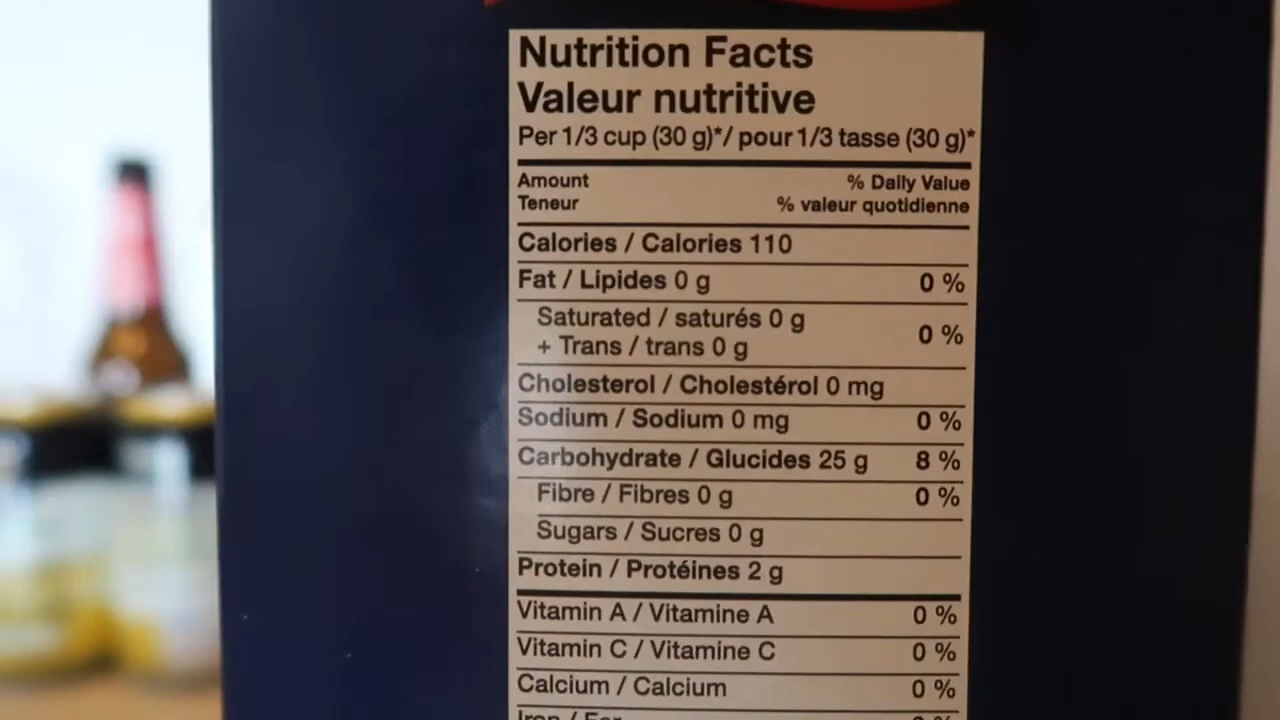 Nutrition Facts
Valeur nutritive
Per 1/3 cup (30 g)*/ pour 1/3 tasse (30 g)*
Amount % Daily Value
Teneur % valeur quotidienne
Calories / Calories 110
Fat / Lipides 0 g 0 %
Saturated / saturés 0 g
+ Trans / trans 0 g 0 %
Cholesterol / Cholestérol 0 mg
Sodium / Sodium 0 mg 0 %
Carbohydrate / Glucides 25 g 8 %
Fibre / Fibres 0 g 0 %
Sugars / Sucres 0 g
Protein / Protéines 2 g
Vitamin A / Vitamine A 0 %
Vitamin C / Vitamine C 0 %
Calcium / Calcium 0 %
Iron / Fer